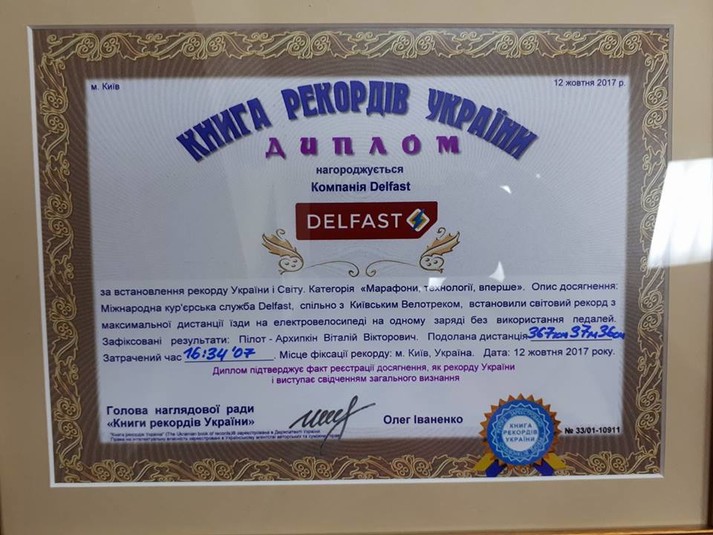 м. Київ
12 жовтня 2017 р.
КНИГА РЕКОРДІВ УКРАЇНИ
ДИПЛОМ
нагороджується
Компанія Delfast
DELFAST
за встановлення рекорду України і Світу. Категорія «Марафони, технології, вперше». Опис досягнення:
Міжнародна кур'єрська служба Delfast, спільно з Київським Велотреком, встановили світовий рекорд з
максимальної дистанції їзди на електровелосипеді на одному заряді без використання педалей.
Зафіксовані результати: Пілот - Архипкін Віталій Вікторович. Подолана дистанція 367км 37м 36см
Затрачений час 16:34'07. Місце фіксації рекорду: м. Київ, Україна. Дата: 12 жовтня 2017 року.
Диплом підтверджує факт реєстрації досягнення, як рекорду України
і виступає свідченням загального визнання
Голова наглядової ради
«Книги рекордів України»
Олег Іваненко
КНИГА
РЕКОРДІВ
УКРАЇНИ
№ 33/01-10911